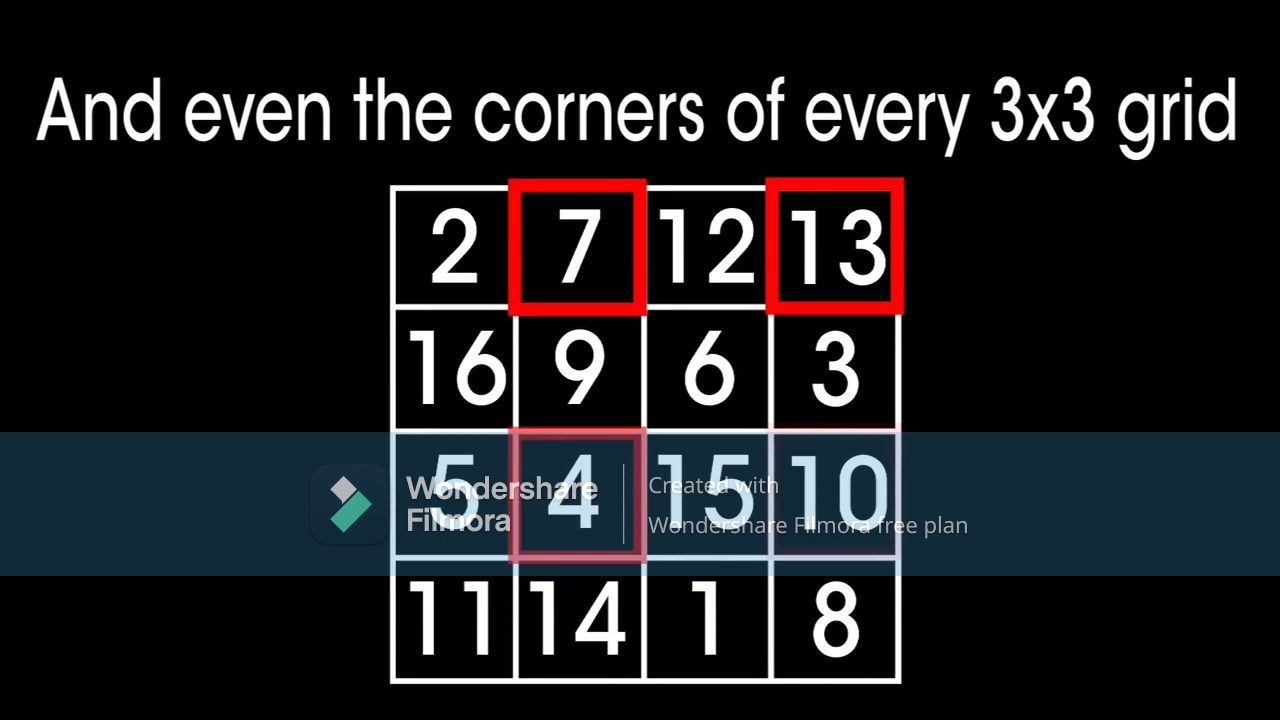 And even the corners of every 3x3 grid
2 7 12 13
16 9 6 3
5 4 15 10
Wondershare
Filmora
Created with
Wondershare Filmora free plan
11 14 1 8